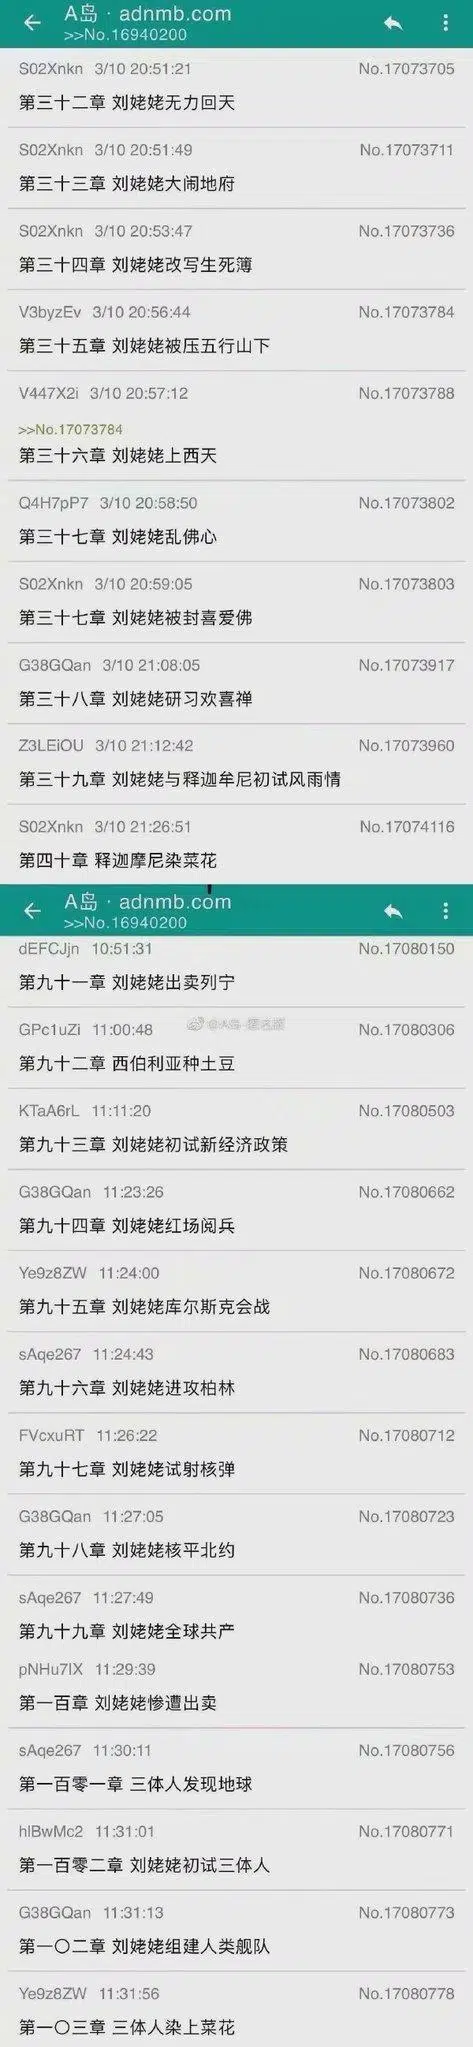 A岛 · adnmb.com
>>No.16940200
S02Xnkn 3/10 20:51:21 No.17073705
第三十二章 刘姥姥无力回天
S02Xnkn 3/10 20:51:49 No.17073711
第三十三章 刘姥姥大闹地府
S02Xnkn 3/10 20:53:47 No.17073736
第三十四章 刘姥姥改写生死簿
V3byzEv 3/10 20:56:44 No.17073784
第三十五章 刘姥姥被压五行山下
V447X2i 3/10 20:57:12 No.17073788
>>No.17073784
第三十六章 刘姥姥上西天
Q4H7pP7 3/10 20:58:50 No.17073802
第三十七章 刘姥姥乱佛心
S02Xnkn 3/10 20:59:05 No.17073803
第三十七章 刘姥姥被封喜爱佛
G38GQan 3/10 21:08:05 No.17073917
第三十八章 刘姥姥研习欢喜禅
Z3LEiOU 3/10 21:12:42 No.17073960
第三十九章 刘姥姥与释迦牟尼初试风雨情
S02Xnkn 3/10 21:26:51 No.17074116
第四十章 释迦摩尼染菜花
A岛 · adnmb.com
>>No.16940200
dEFCJjn 10:51:31 No.17080150
第九十一章 刘姥姥出卖列宁
GPc1uZi 11:00:48 No.17080306
第九十二章 西伯利亚种土豆
KTaA6rL 11:11:20 No.17080503
第九十三章 刘姥姥初试新经济政策
G38GQan 11:23:26 No.17080662
第九十四章 刘姥姥红场阅兵
Ye9z8ZW 11:24:00 No.17080672
第九十五章 刘姥姥库尔斯克会战
sAqe267 11:24:43 No.17080683
第九十六章 刘姥姥进攻柏林
FVcxuRT 11:26:22 No.17080712
第九十七章 刘姥姥试射核弹
G38GQan 11:27:05 No.17080723
第九十八章 刘姥姥核平北约
sAqe267 11:27:49 No.17080736
第九十九章 刘姥姥全球共产
pNHu7lX 11:29:39 No.17080753
第一百章 刘姥姥惨遭出卖
sAqe267 11:30:11 No.17080756
第一百零一章 三体人发现地球
hlBwMc2 11:31:01 No.17080771
第一百零二章 刘姥姥初试三体人
G38GQan 11:31:13 No.17080773
第一〇二章 刘姥姥组建人类舰队
Ye9z8ZW 11:31:56 No.17080778
第一〇三章 三体人染上菜花